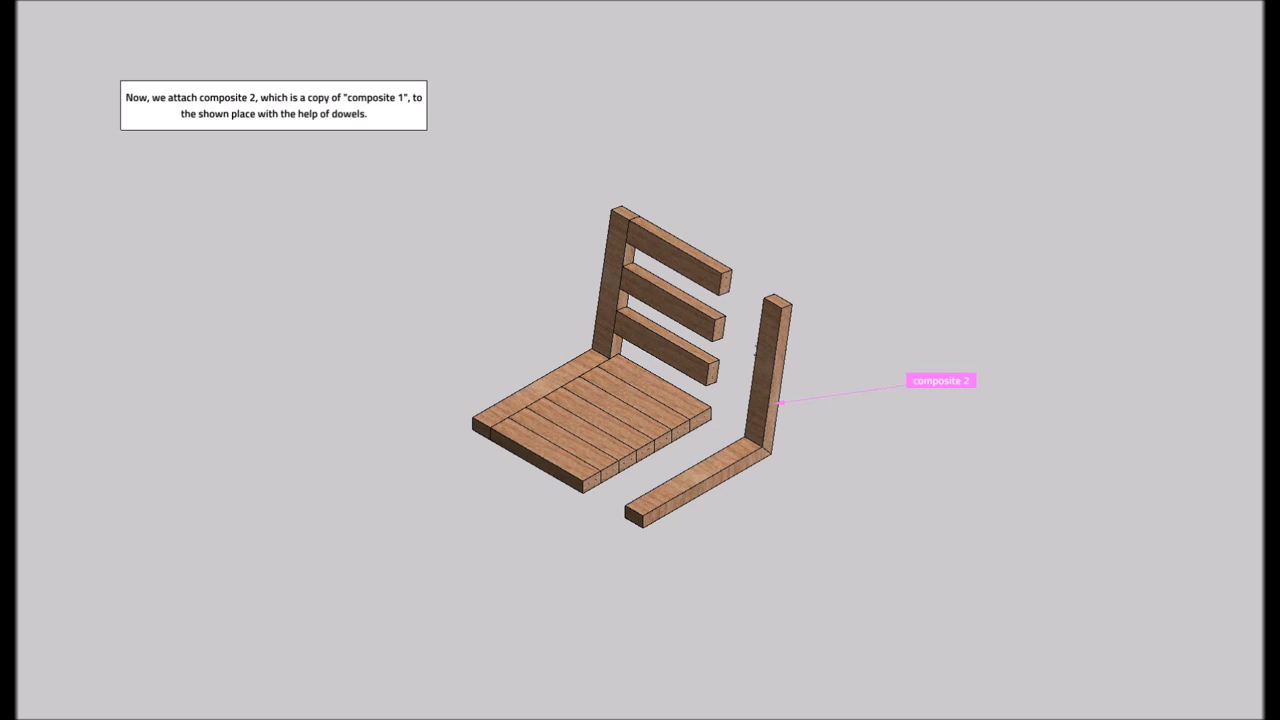 Now, we attach composite 2, which is a copy of "composite 1", to
the shown place with the help of dowels.
composite 2